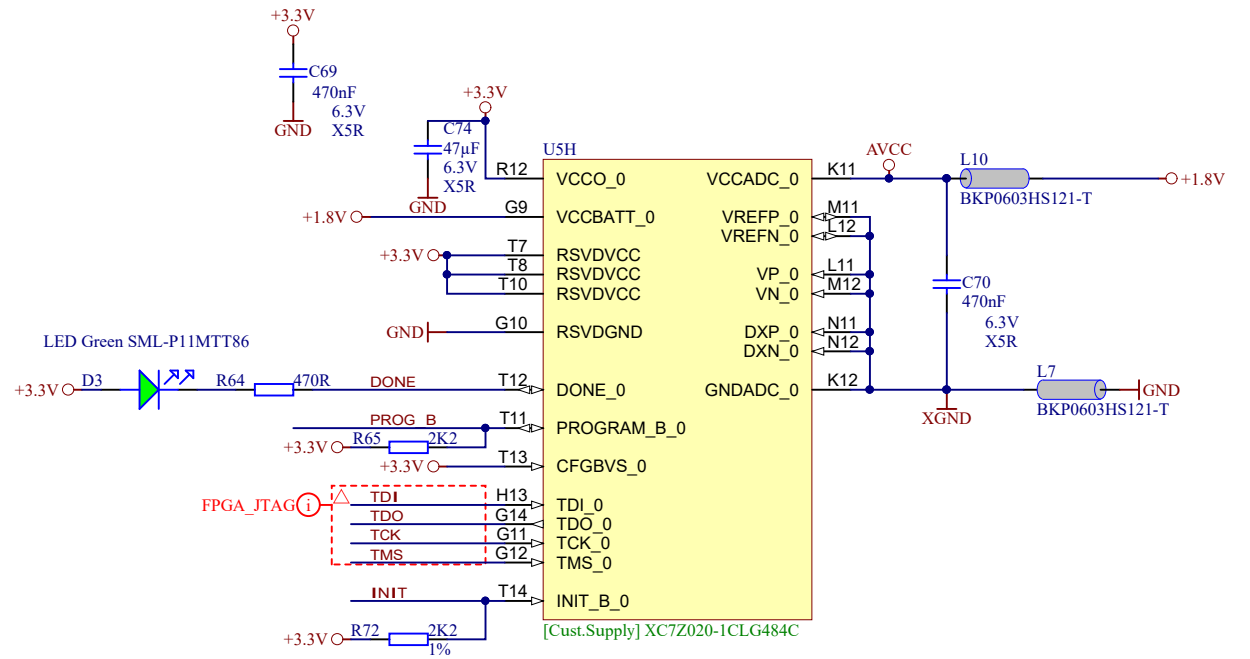 +3.3V
C69
470nF
6.3V
X5R
GND
+3.3V
C74
47µF
6.3V
X5R
GND
U5H
R12 VCCO_0
+1.8V G9 VCCBATT_0
+3.3V T7 RSVDVCC
T8 RSVDVCC
T10 RSVDVCC
GND G10 RSVDGND
LED Green SML-P11MTT86
+3.3V D3 R64 470R DONE T12 DONE_0
PROG_B T11 PROGRAM_B_0
+3.3V R65 2K2
+3.3V T13 CFGBVS_0
FPGA_JTAG i
TDI H13 TDI_0
TDO G14 TDO_0
TCK G11 TCK_0
TMS G12 TMS_0
INIT T14 INIT_B_0
+3.3V R72 2K2
1%
[Cust.Supply] XC7Z020-1CLG484C
VCCADC_0 K11
VREFP_0 M11
VREFN_0 L12
VP_0 L11
VN_0 M12
DXP_0 N11
DXN_0 N12
GNDADC_0 K12
AVCC
L10
BKP0603HS121-T
+1.8V
C70
470nF
6.3V
X5R
L7
BKP0603HS121-T
GND
XGND